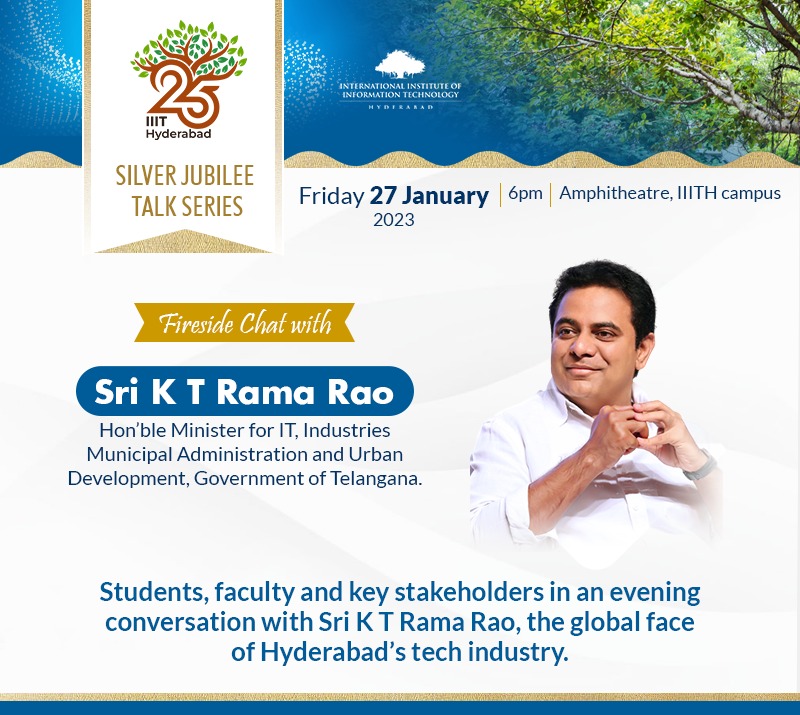 25
IIIT
Hyderabad
SILVER JUBILEE
TALK SERIES
INTERNATIONAL INSTITUTE OF
INFORMATION TECHNOLOGY
HYDERABAD
Friday 27 January
2023
6pm
Amphitheatre, IIITH campus
Fireside Chat with
Sri K T Rama Rao
Hon'ble Minister for IT, Industries
Municipal Administration and Urban
Development, Government of Telangana.
Students, faculty and key stakeholders in an evening
conversation with Sri K T Rama Rao, the global face
of Hyderabad's tech industry.